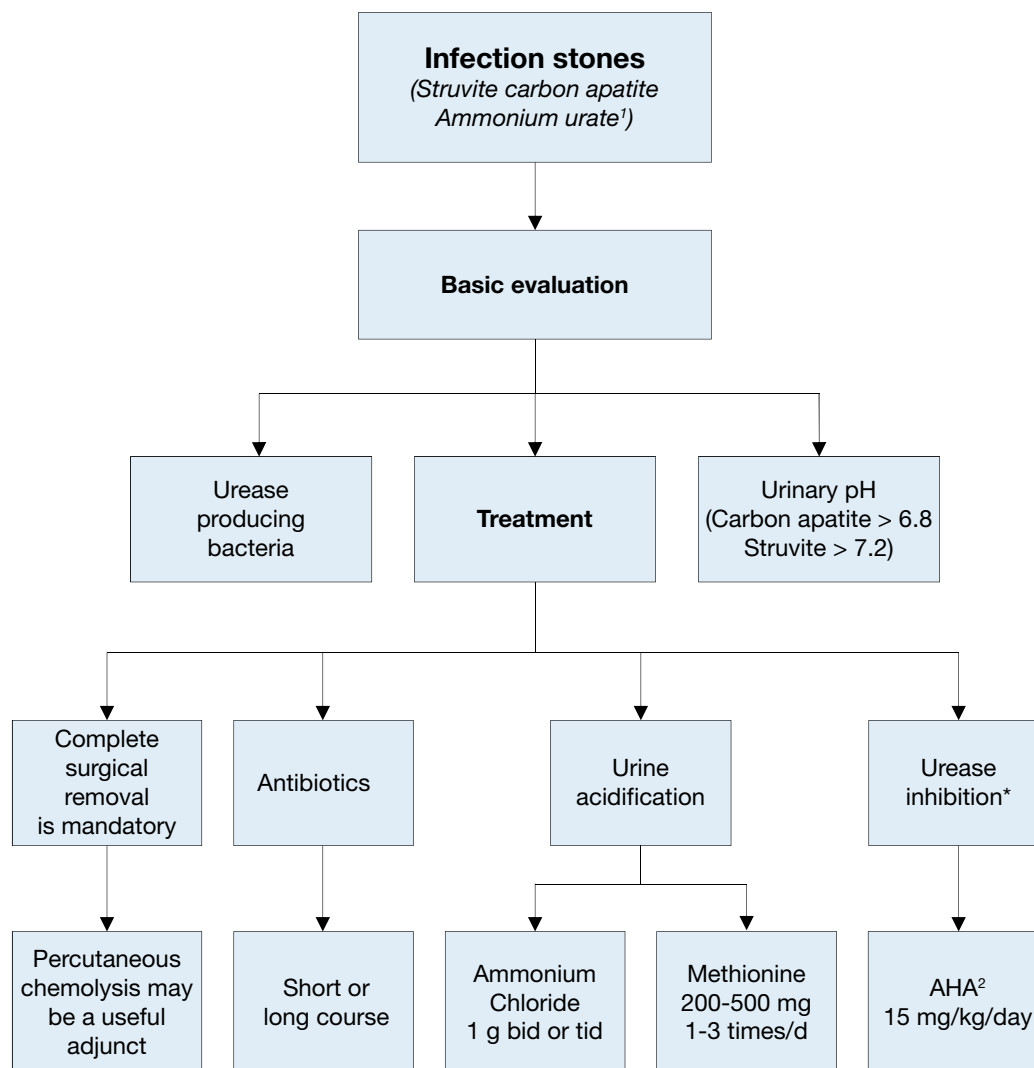 Infection stones
(Struvite carbon apatite
Ammonium urate¹)
Basic evaluation
Urease
producing
bacteria
Treatment
Urinary pH
(Carbon apatite > 6.8
Struvite > 7.2)
Complete
surgical
removal
is mandatory
Antibiotics
Urine
acidification
Urease
inhibition*
Percutaneous
chemolysis may
be a useful
adjunct
Short or
long course
Ammonium
Chloride
1 g bid or tid
Methionine
200-500 mg
1-3 times/d
AHA²
15 mg/kg/day